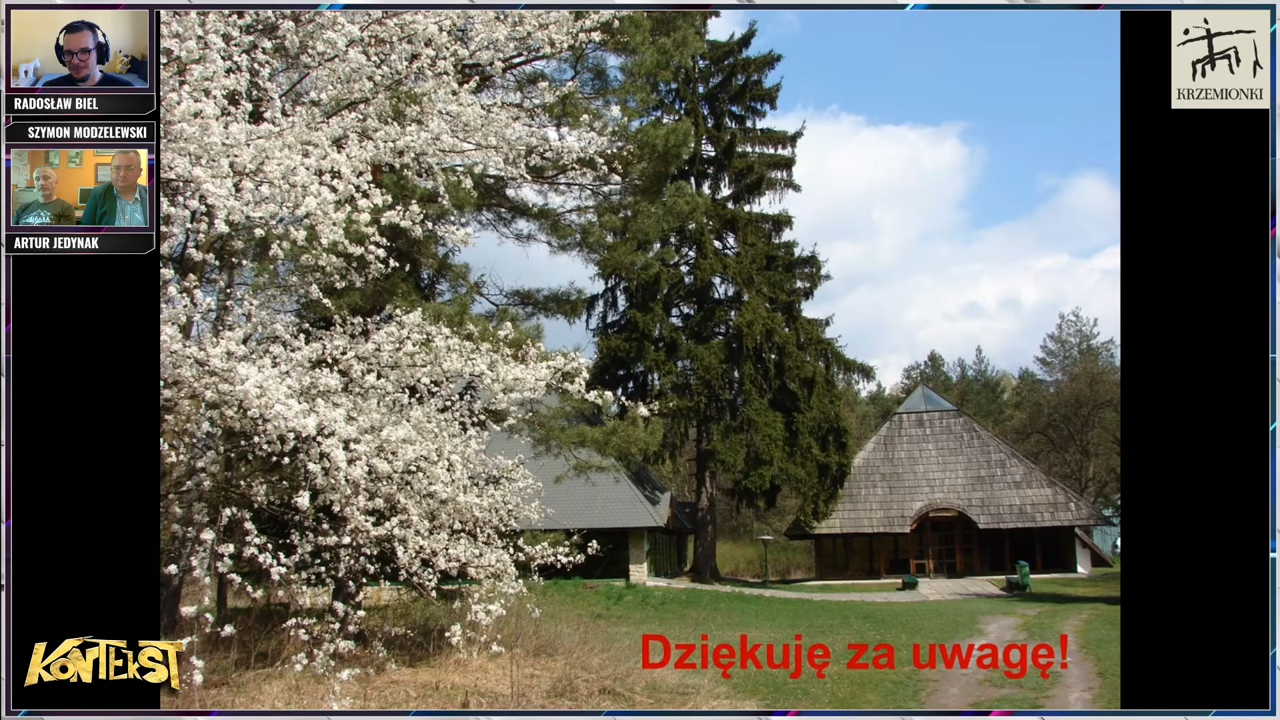 RADOSŁAW BIEL
SZYMON MODZELEWSKI
ARTUR JEDYNAK
KRZEMIONKI
Dziękuję za uwagę!
KONTEKST